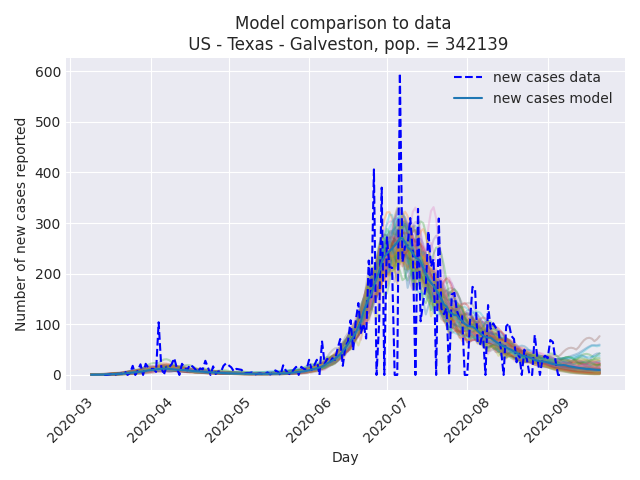 Model comparison to data
US - Texas - Galveston, pop. = 342139
new cases data
new cases model
Number of new cases reported
600
500
400
300
200
100
0
2020-03
2020-04
2020-05
2020-06
2020-07
2020-08
2020-09
Day